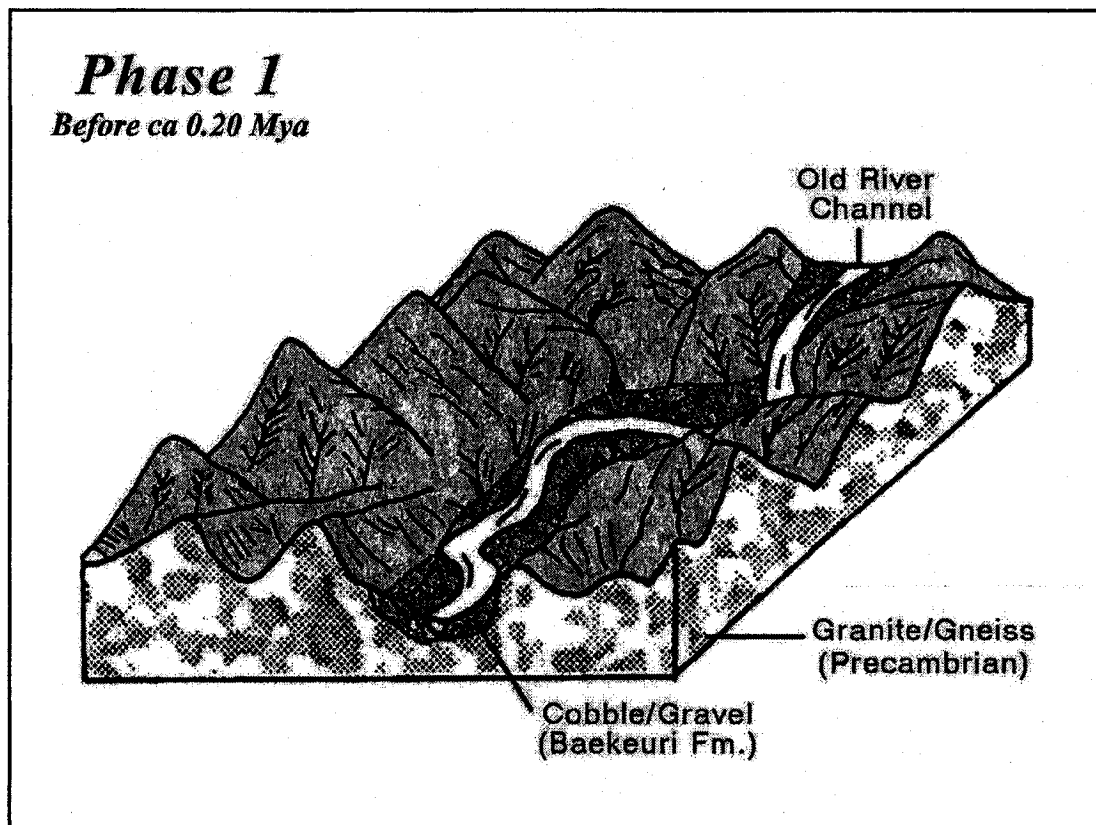 Phase 1
Before ca 0.20 Mya
Old River
Channel
Granite/Gneiss
(Precambrian)
Cobble/Gravel
(Baekeuri Fm.)